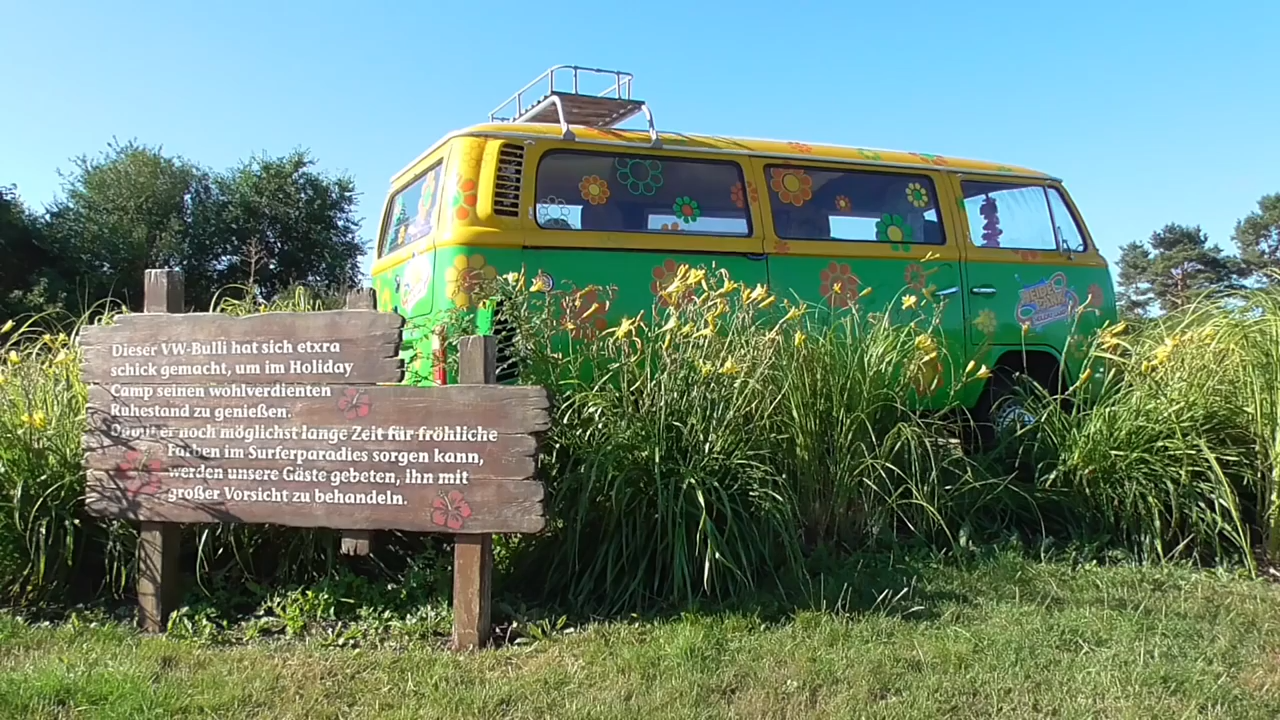 Dieser VW-Bulli hat sich etxra
schick gemacht, um im Holiday
Camp seinen wohlverdienten
Ruhestand zu genießen.
noch möglichst lange Zeit für fröhliche
Farben im Surferparadies sorgen kann,
werden unsere Gäste gebeten, ihn mit
großer Vorsicht zu behandeln.